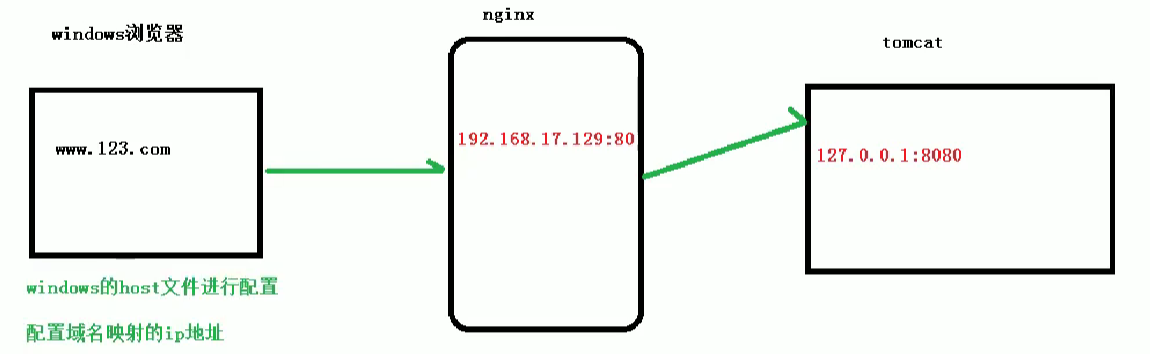 nginx
windows浏览器
tomcat
www.123.com
192.168.17.129:80
127.0.0.1:8080
windows的host文件进行配置
配置域名映射的ip地址